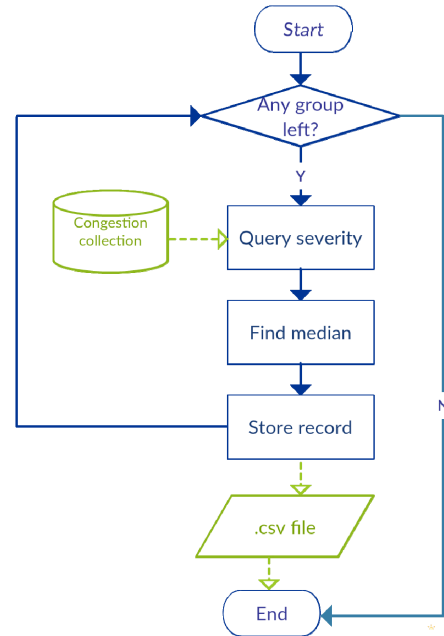 Start
Any group
left?
Y
Congestion
collection
Query severity
Find median
Store record
N
.csv file
End